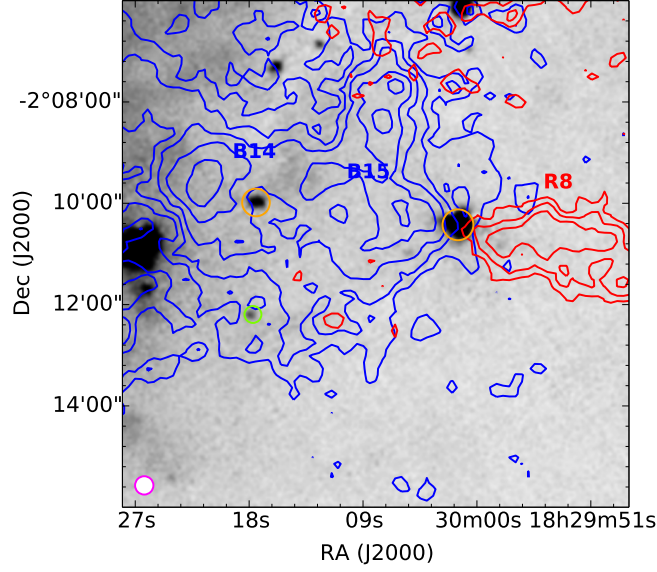 B14
B15
R8
-2°08'00"
10'00"
12'00"
14'00"
Dec (J2000)
27s 18s 09s 30m00s 18h29m51s
RA (J2000)